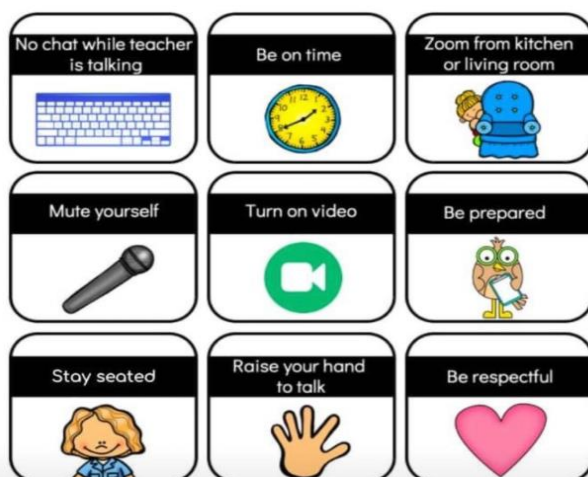 No chat while teacher
is talking
Be on time
Zoom from kitchen
or living room
Mute yourself
Turn on video
Be prepared
Stay seated
Raise your hand
to talk
Be respectful